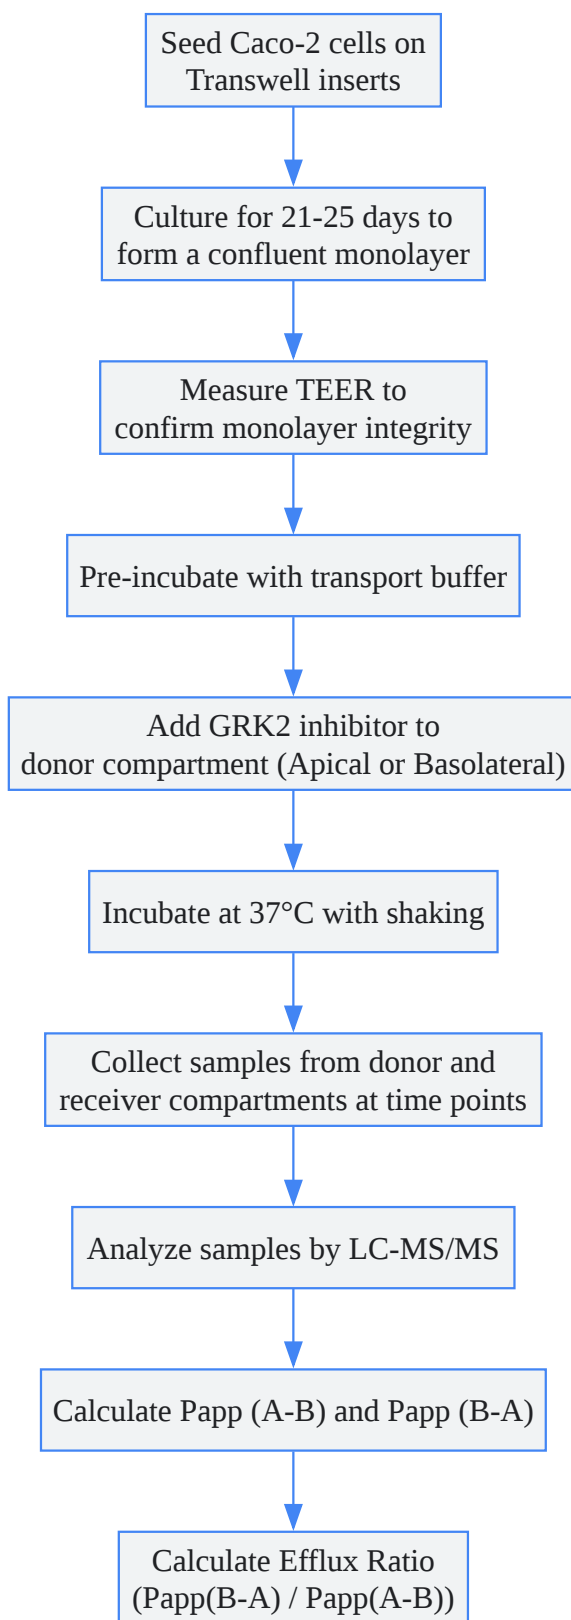 Seed Caco-2 cells on
Transwell inserts
Culture for 21-25 days to
form a confluent monolayer
Measure TEER to
confirm monolayer integrity
Pre-incubate with transport buffer
Add GRK2 inhibitor to
donor compartment (Apical or Basolateral)
Incubate at 37°C with shaking
Collect samples from donor and
receiver compartments at time points
Analyze samples by LC-MS/MS
Calculate Papp (A-B) and Papp (B-A)
Calculate Efflux Ratio
(Papp(B-A) / Papp(A-B))